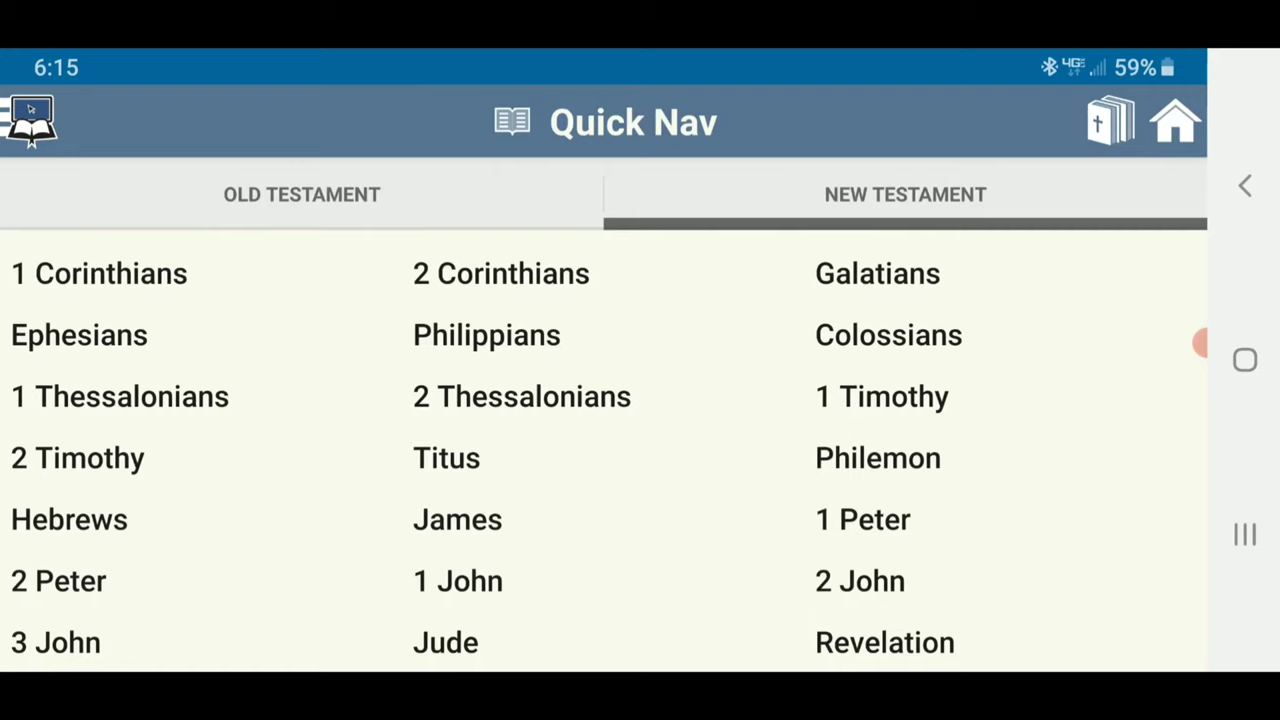 6:15
4GE 59%
Quick Nav
OLD TESTAMENT NEW TESTAMENT
1 Corinthians 2 Corinthians Galatians
Ephesians Philippians Colossians
1 Thessalonians 2 Thessalonians 1 Timothy
2 Timothy Titus Philemon
Hebrews James 1 Peter
2 Peter 1 John 2 John
3 John Jude Revelation